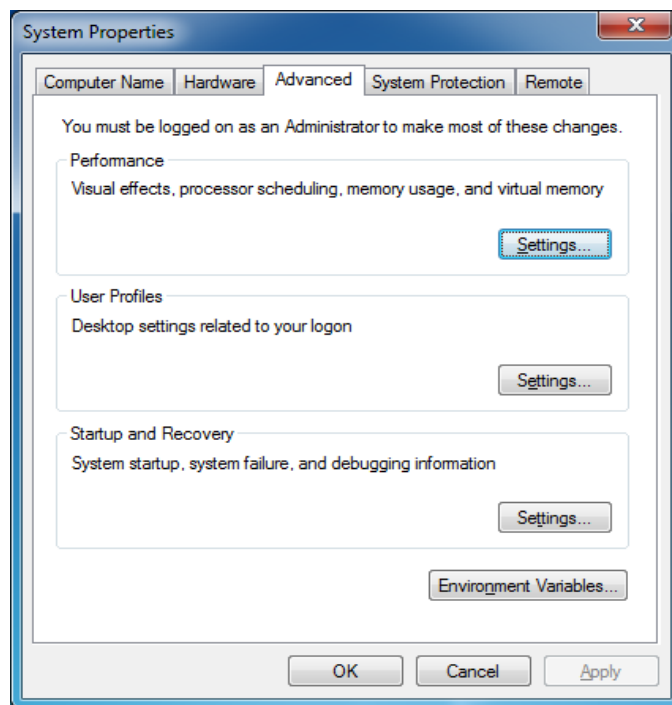 System Properties
Computer Name Hardware Advanced System Protection Remote
You must be logged on as an Administrator to make most of these changes.
Performance
Visual effects, processor scheduling, memory usage, and virtual memory
Settings...
User Profiles
Desktop settings related to your logon
Settings...
Startup and Recovery
System startup, system failure, and debugging information
Settings...
Environment Variables...
OK Cancel Apply